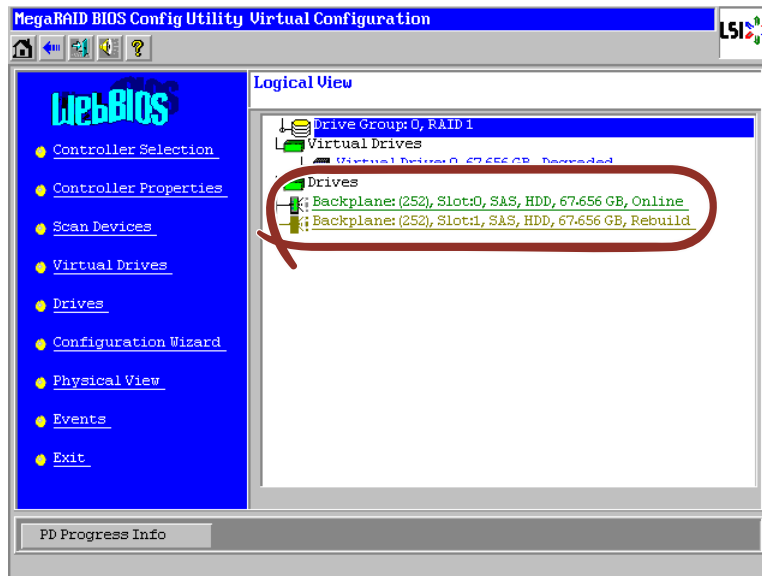 MegaRAID BIOS Config Utility Virtual Configuration
LSI
?
WebBIOS
Logical View
Drive Group: 0, RAID 1
Virtual Drives
Virtual Drive: 0, 67.656 GB, Degraded
Drives
Backplane: (252), Slot:0, SAS, HDD, 67.656 GB, Online
Backplane: (252), Slot:1, SAS, HDD, 67.656 GB, Rebuild
Controller Selection
Controller Properties
Scan Devices
Virtual Drives
Drives
Configuration Wizard
Physical View
Events
Exit
PD Progress Info